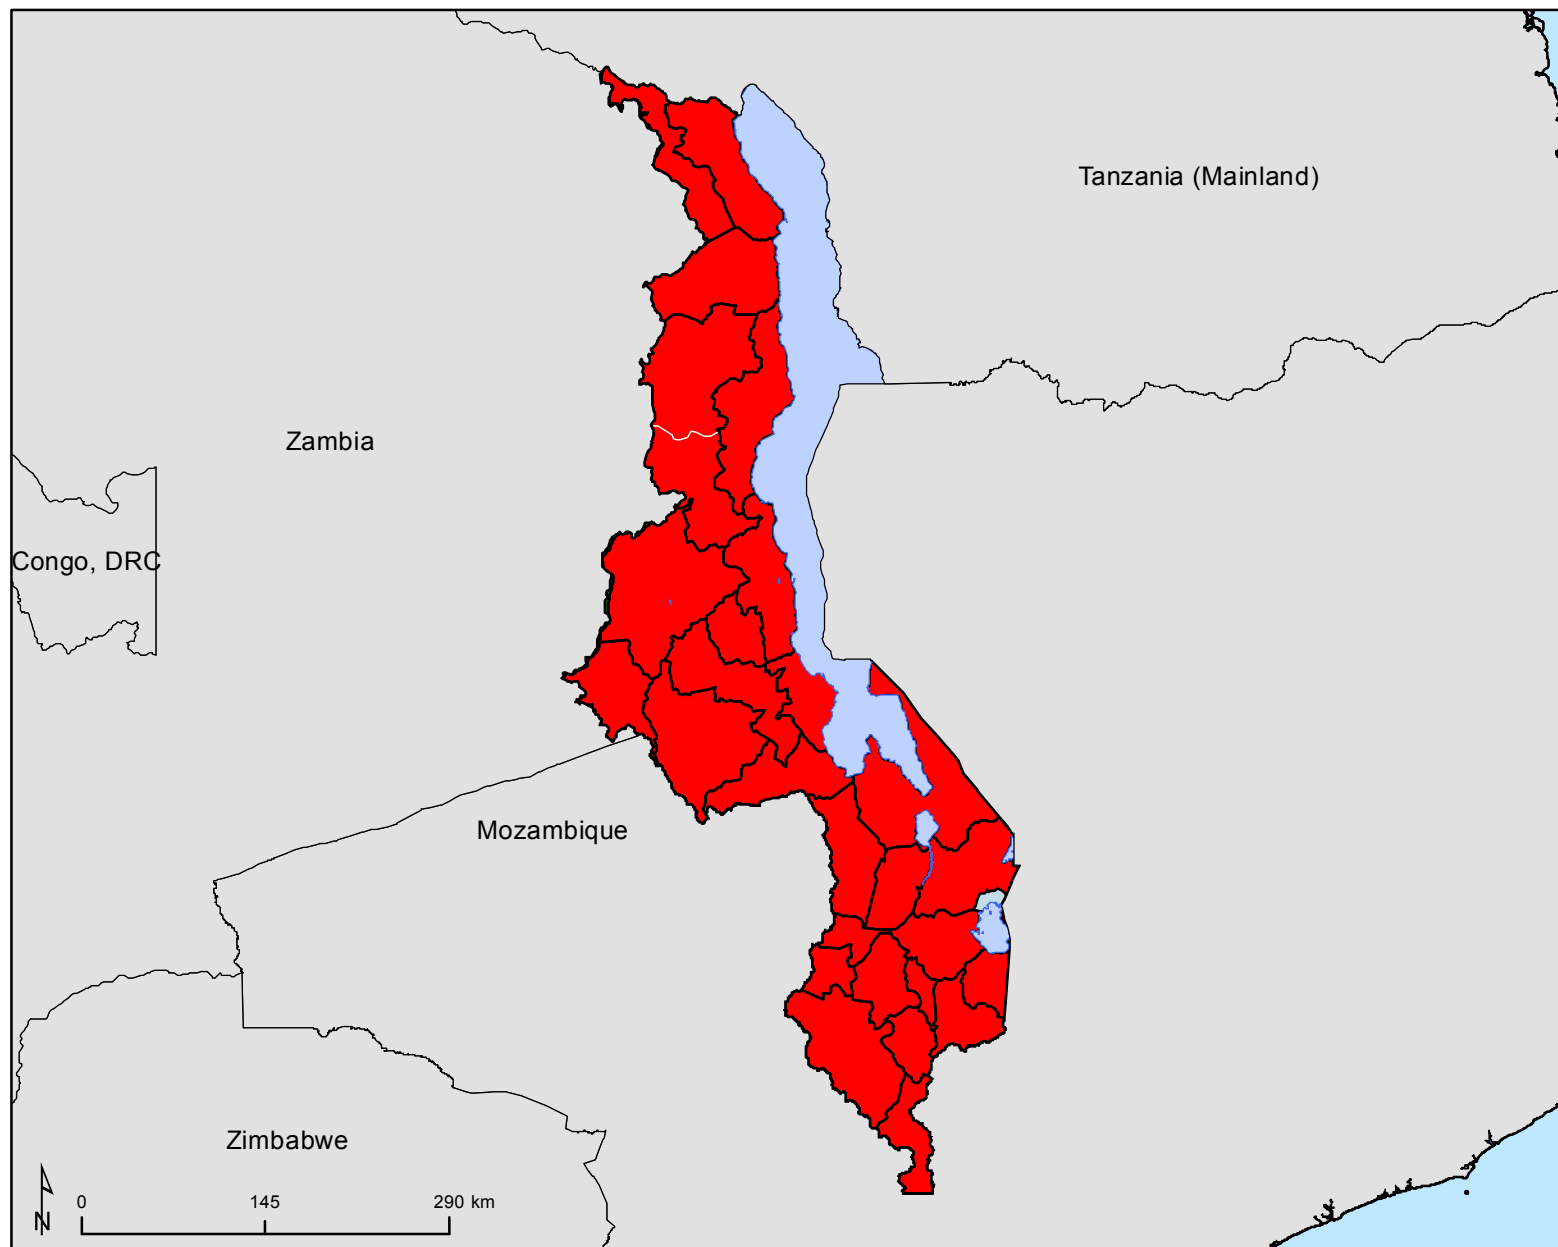 Tanzania (Mainland)
Zambia
Congo, DRC
Mozambique
Zimbabwe
N
0 145 290 km